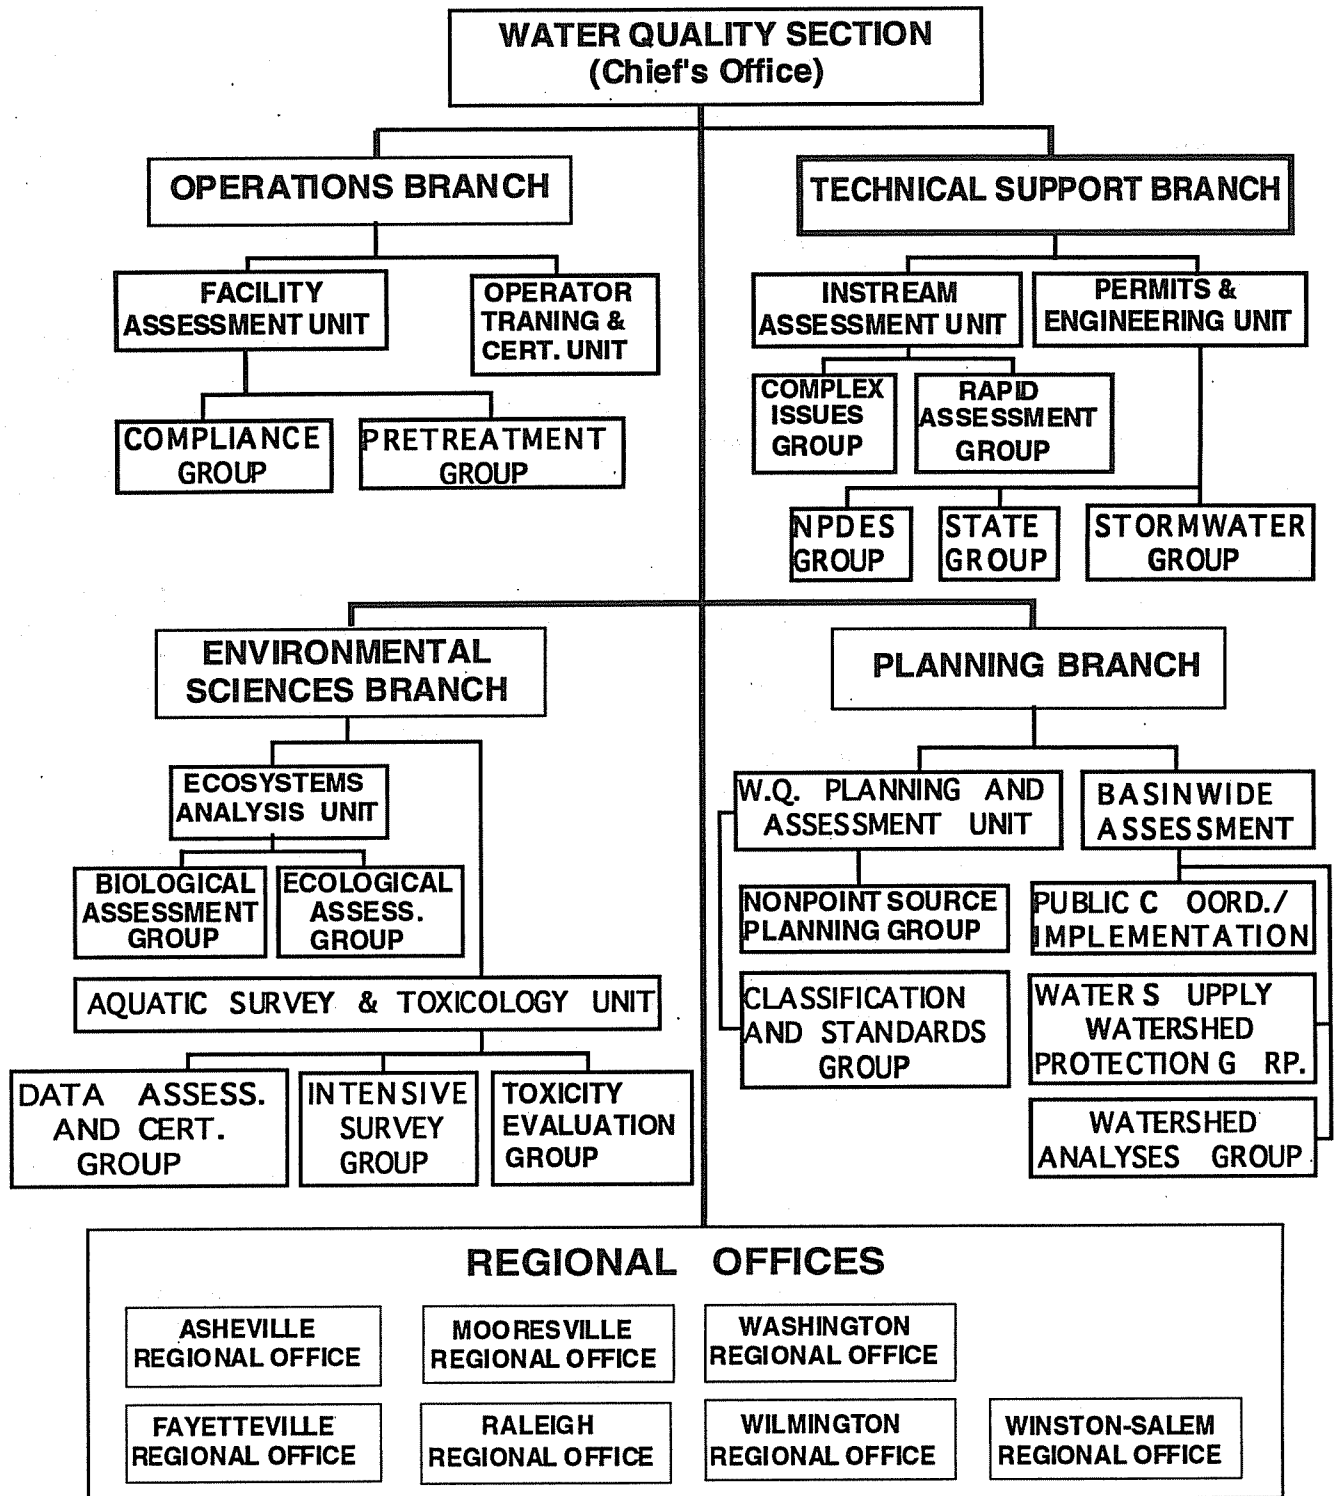 WATER QUALITY SECTION
(Chief's Office)
OPERATIONS BRANCH
TECHNICAL SUPPORT BRANCH
FACILITY
ASSESSMENT UNIT
OPERATOR
TRANING &
CERT. UNIT
INSTREAM
ASSESSMENT UNIT
PERMITS &
ENGINEERING UNIT
COMPLIANCE
GROUP
PRETREATMENT
GROUP
COMPLEX
ISSUES
GROUP
RAPID
ASSESSMENT
GROUP
NPDES
GROUP
STATE
GROUP
STORMWATER
GROUP
ENVIRONMENTAL
SCIENCES BRANCH
PLANNING BRANCH
ECOSYSTEMS
ANALYSIS UNIT
BIOLOGICAL
ASSESSMENT
GROUP
ECOLOGICAL
ASSESS.
GROUP
AQUATIC SURVEY & TOXICOLOGY UNIT
DATA ASSESS.
AND CERT.
GROUP
INTENSIVE
SURVEY
GROUP
TOXICITY
EVALUATION
GROUP
W.Q. PLANNING AND
ASSESSMENT UNIT
BASINWIDE
ASSESSMENT
NONPOINT SOURCE
PLANNING GROUP
CLASSIFICATION
AND STANDARDS
GROUP
PUBLIC C OORD./
IMPLEMENTATION
WATER S UPPLY
WATERSHED
PROTECTION G RP.
WATERSHED
ANALYSES GROUP
REGIONAL OFFICES
ASHEVILLE
REGIONAL OFFICE
MOORESVILLE
REGIONAL OFFICE
WASHINGTON
REGIONAL OFFICE
FAYETTEVILLE
REGIONAL OFFICE
RALEIGH
REGIONAL OFFICE
WILMINGTON
REGIONAL OFFICE
WINSTON-SALEM
REGIONAL OFFICE